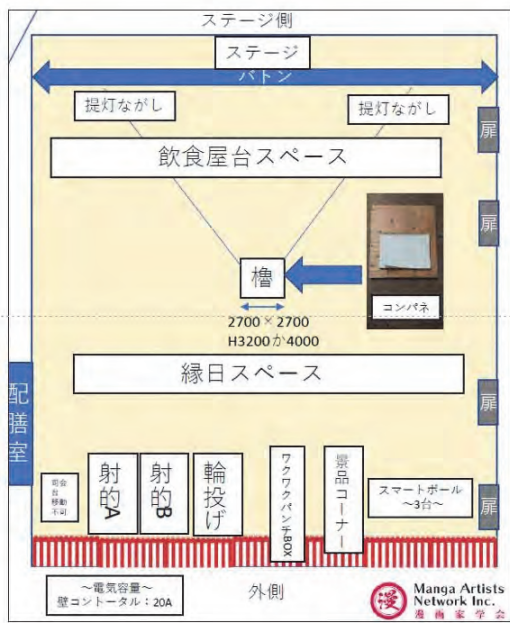 ステージ側
ステージ
バトン
提灯ながし
提灯ながし
扉
飲食屋台スペース
扉
櫓
コンパネ
2700×2700
H3200か4000
縁日スペース
配膳室
扉
司会台移動不可
射的A
射的B
輪投げ
ワクワクパンチBOX
景品コーナー
スマートボール
~3台~
扉
~電気容量~
壁コントータル:20A
外側
漫
Manga Artists
Network Inc.
漫術家学会